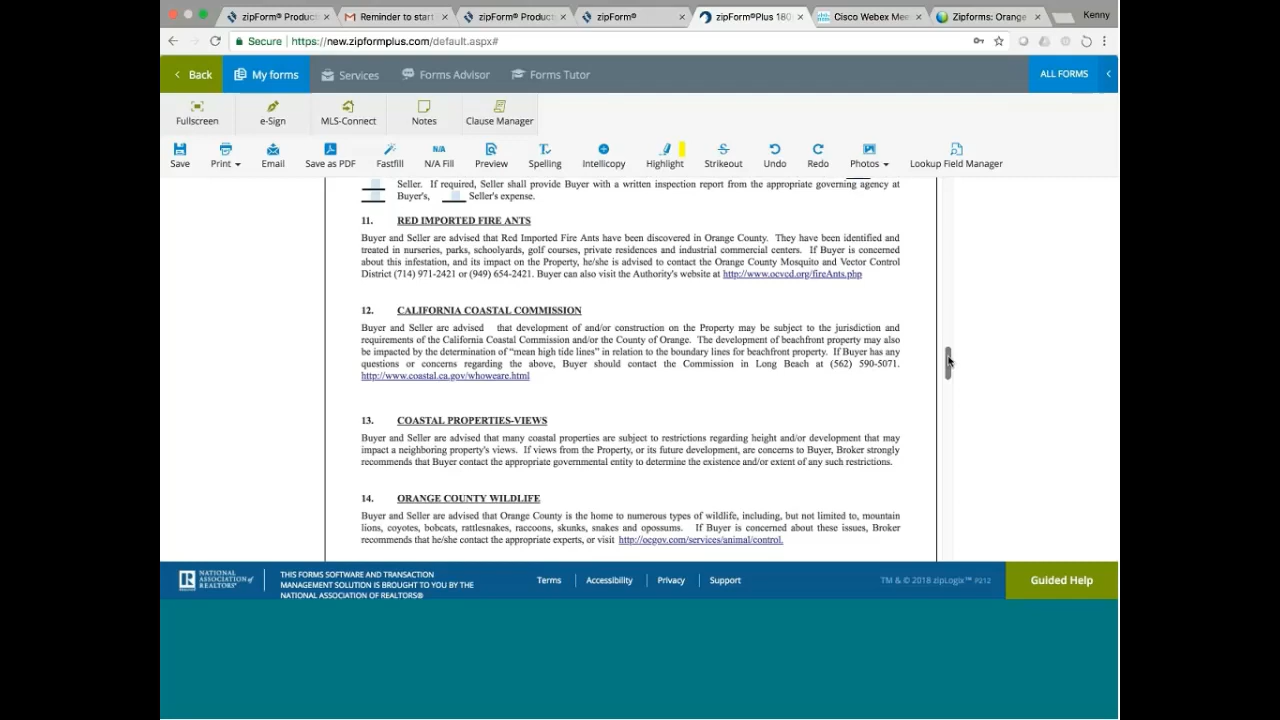 zipForm® Produc
Reminder to start
zipForm® Produc
zipForm®
zipForm®Plus 180
Cisco Webex Mee
Zipforms: Orange
Kenny
Secure
https://new.zipformplus.com/default.aspx#
Back
My forms
Services
Forms Advisor
Forms Tutor
ALL FORMS
Fullscreen
e-Sign
MLS-Connect
Notes
Clause Manager
N/A
Save
Print
Email
Save as PDF
Fastfill
N/A Fill
Preview
Spelling
Intellicopy
Highlight
Strikeout
Undo
Redo
Photos
Lookup Field Manager
Seller. If required, Seller shall provide Buyer with a written inspection report from the appropriate governing agency at
Buyer's, Seller's expense.
11. RED IMPORTED FIRE ANTS
Buyer and Seller are advised that Red Imported Fire Ants have been discovered in Orange County. They have been identified and
treated in nurseries, parks, schoolyards, golf courses, private residences and industrial commercial centers. If Buyer is concerned
about this infestation, and its impact on the Property, he/she is advised to contact the Orange County Mosquito and Vector Control
District (714) 971-2421 or (949) 654-2421. Buyer can also visit the Authority's website at http://www.ocvcd.org/fireAnts.php
12. CALIFORNIA COASTAL COMMISSION
Buyer and Seller are advised that development of and/or construction on the Property may be subject to the jurisdiction and
requirements of the California Coastal Commission and/or the County of Orange. The development of beachfront property may also
be impacted by the determination of “mean high tide lines” in relation to the boundary lines for beachfront property. If Buyer has any
questions or concerns regarding the above, Buyer should contact the Commission in Long Beach at (562) 590-5071.
http://www.coastal.ca.gov/whoweare.html
13. COASTAL PROPERTIES-VIEWS
Buyer and Seller are advised that many coastal properties are subject to restrictions regarding height and/or development that may
impact a neighboring property's views. If views from the Property, or its future development, are concerns to Buyer, Broker strongly
recommends that Buyer contact the appropriate governmental entity to determine the existence and/or extent of any such restrictions.
14. ORANGE COUNTY WILDLIFE
Buyer and Seller are advised that Orange County is the home to numerous types of wildlife, including, but not limited to, mountain
lions, coyotes, bobcats, rattlesnakes, raccoons, skunks, snakes and opossums. If Buyer is concerned about these issues, Broker
recommends that he/she contact the appropriate experts, or visit http://ocgov.com/services/animal/control.
NATIONAL
ASSOCIATION of
REALTORS®
THIS FORMS SOFTWARE AND TRANSACTION
MANAGEMENT SOLUTION IS BROUGHT TO YOU BY THE
NATIONAL ASSOCIATION OF REALTORS®
Terms
Accessibility
Privacy
Support
TM & © 2018 zipLogix™ P212
Guided Help